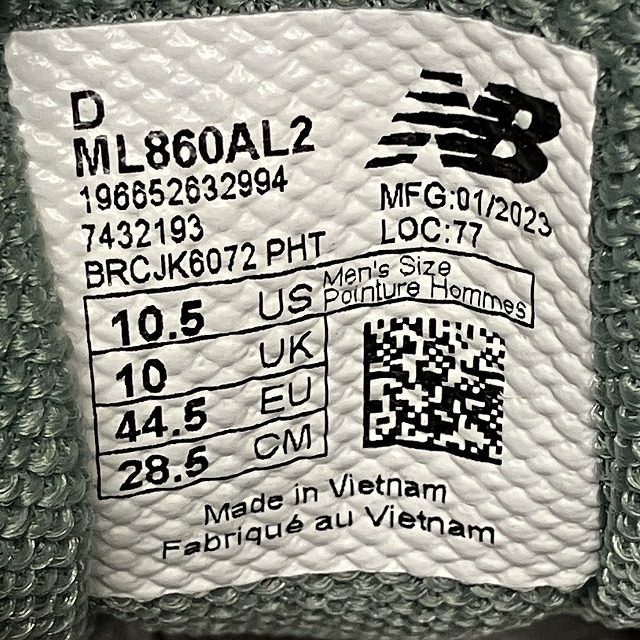 D
ML860AL2
196652632994
7432193
BRCJK6072 PHT
NB
MFG:01/2023
LOC:77
10.5 US Men's Size
Pointure Hommes
10 UK
44.5 EU
28.5 CM
Made in Vietnam
Fabriqué au Vietnam